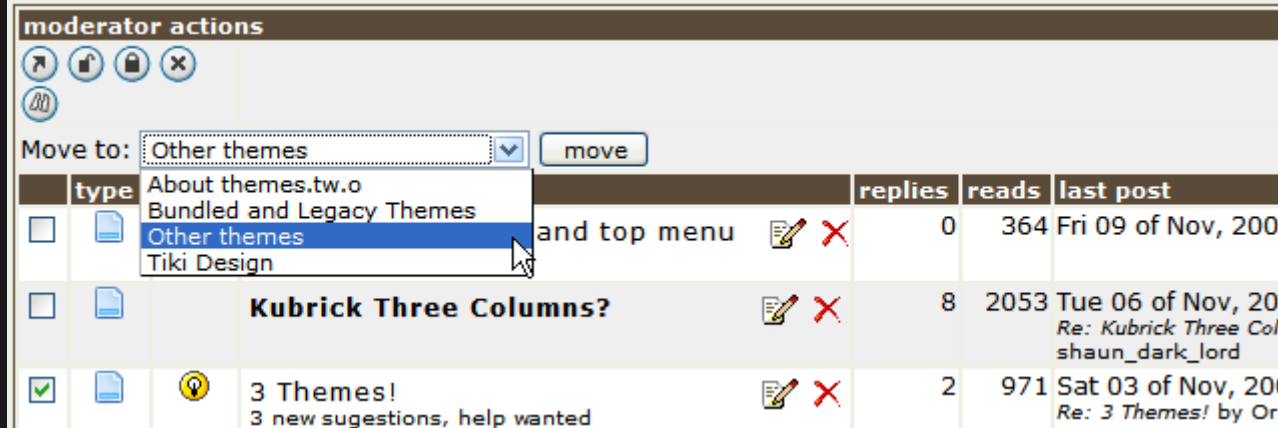 moderator actions
Move to: Other themes move
type replies reads last post
About themes.tw.o
Bundled and Legacy Themes
Other themes
Tiki Design
and top menu 0 364 Fri 09 of Nov, 200
Kubrick Three Columns? 8 2053 Tue 06 of Nov, 20
Re: Kubrick Three Col
shaun_dark_lord
3 Themes! 2 971 Sat 03 of Nov, 200
3 new sugestions, help wanted Re: 3 Themes! by Or